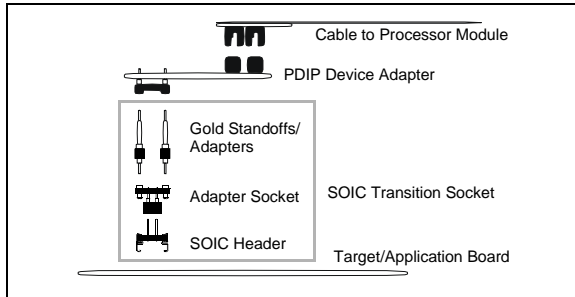 Cable to Processor Module
PDIP Device Adapter
Gold Standoffs/
Adapters
Adapter Socket
SOIC Transition Socket
SOIC Header
Target/Application Board